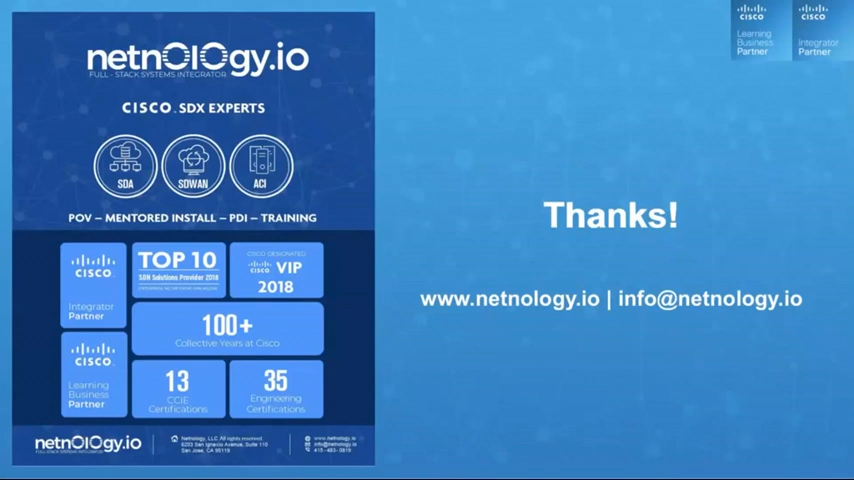 netnology.io
FULL - STACK SYSTEMS INTEGRATOR
CISCO. SDX EXPERTS
SDA
SDWAN
ACI
POV – MENTORED INSTALL – PDI – TRAINING
CISCO.
Integrator
Partner
TOP 10
SDN Solutions Provider 2018
CISCO DESIGNATED
CISCO VIP
2018
100+
Collective Years at Cisco
CISCO.
Learning
Business
Partner
13
CCIE
Certifications
35
Engineering
Certifications
netnology.io
FULL-STACK SYSTEMS INTEGRATOR
Netnology, LLC. All rights reserved.
6203 San Ignacio Avenue, Suite 110
San Jose, CA 95119
www.netnology.io
info@netnology.io
CISCO
Learning
Business
Partner
CISCO
Integrator
Partner
Thanks!
www.netnology.io | info@netnology.io